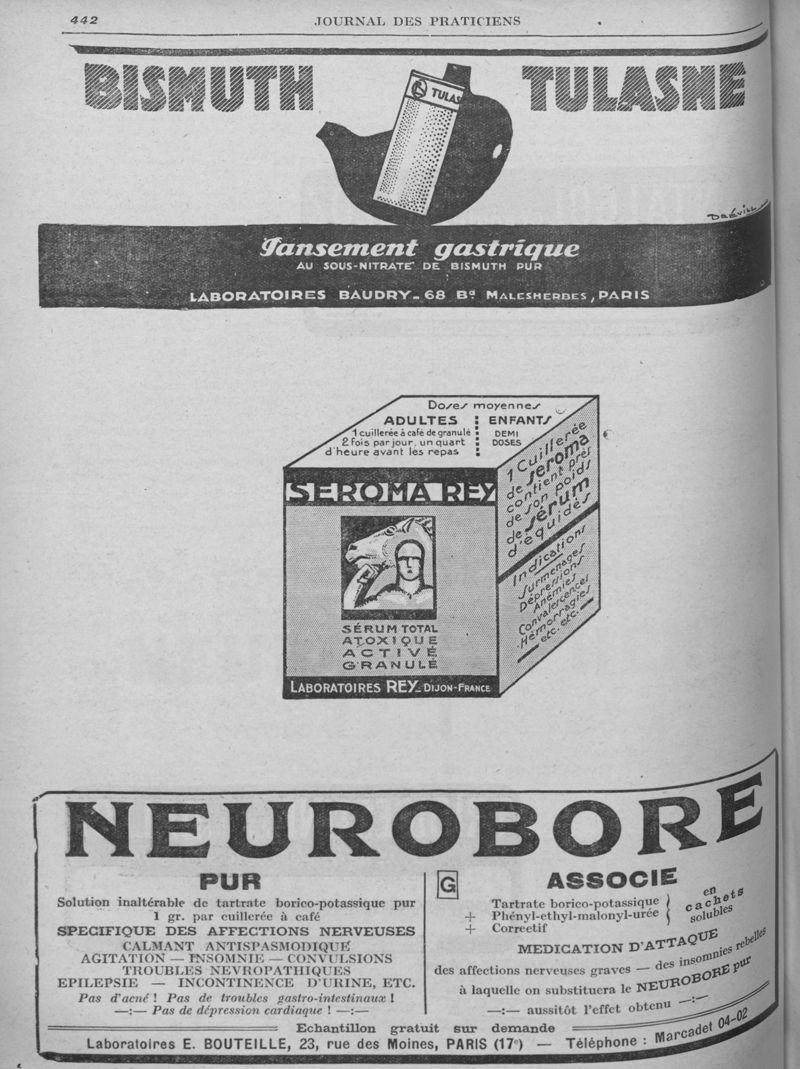 442
JOURNAL DES PRATICIENS
BISMUTH TULASNE
TULAS
DRÉVILL
Pansement gastrique
AU SOUS-NITRATE DE BISMUTH PUR
LABORATOIRES BAUDRY_68 Bd MALESHERBES, PARIS
Doses moyennes
ADULTES
1 cuillerée à café de granulé
2 fois par jour, un quart
d'heure avant les repas
ENFANTS
DEMI
DOSES
SEROMA REY
SÉRUM TOTAL
ATOXIQUE
ACTIVÉ
GRANULÉ
LABORATOIRES REY_DIJON-FRANCE
1 Cuillerée
de seroma
contient près
de son poids
de sérum
d'équidés
Indications
Surmenages
Dépressions
Anémies
Convalescences
Hémorragies
etc. etc.
NEUROBORE
PUR
Solution inaltérable de tartrate borico-potassique pur
1 gr. par cuillerée à café
SPECIFIQUE DES AFFECTIONS NERVEUSES
CALMANT ANTISPASMODIQUE
AGITATION — INSOMNIE — CONVULSIONS
TROUBLES NEVROPATHIQUES
EPILEPSIE — INCONTINENCE D'URINE, ETC.
Pas d'acné ! Pas de troubles gastro-intestinaux !
—:— Pas de dépression cardiaque ! —:—
G
ASSOCIE
Tartrate borico-potassique
+ Phényl-ethyl-malonyl-urée
+ Correctif
en
cachets
solubles
MEDICATION D'ATTAQUE
des affections nerveuses graves — des insomnies rebelles
à laquelle on substituera le NEUROBORE pur
—:— aussitôt l'effet obtenu —:—
Echantillon gratuit sur demande
Laboratoires E. BOUTEILLE, 23, rue des Moines, PARIS (17e) — Téléphone : Marcadet 04-02